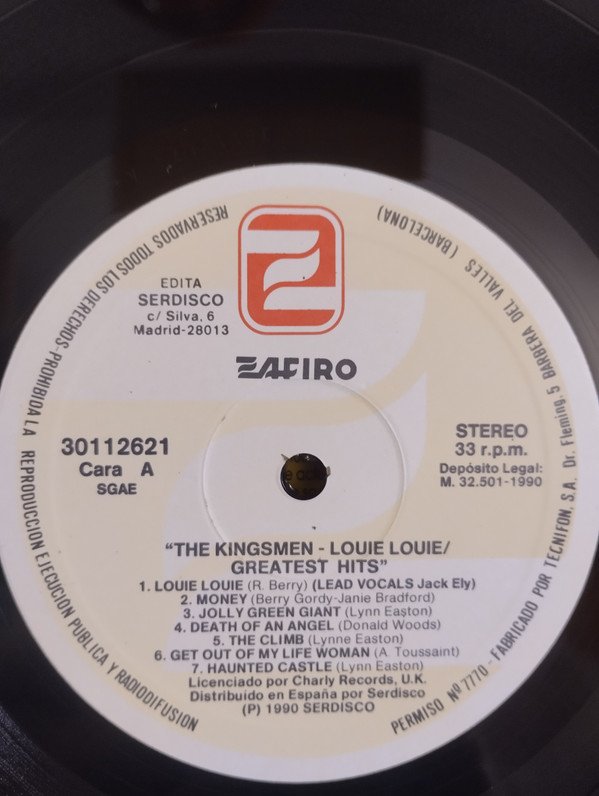 RESERVADOS TODOS LOS DERECHOS-PROHIBIDA LA REPRODUCCION EJECUCIÓN PUBLICA Y RADIODIFUSION
EDITA
SERDISCO
c/ Silva, 6
Madrid-28013
ZAFIRO
30112621
Cara A
SGAE
STEREO
33 r.p.m.
Depósito Legal:
M. 32.501-1990
"THE KINGSMEN - LOUIE LOUIE/
GREATEST HITS"
1. LOUIE LOUIE (R. Berry) (LEAD VOCALS Jack Ely)
2. MONEY (Berry Gordy-Janie Bradford)
3. JOLLY GREEN GIANT (Lynn Easton)
4. DEATH OF AN ANGEL (Donald Woods)
5. THE CLIMB (Lynne Easton)
6. GET OUT OF MY LIFE WOMAN (A. Toussaint)
7. HAUNTED CASTLE (Lynn Easton)
Licenciado por Charly Records, U.K.
Distribuido en España por Serdisco
(P) 1990 SERDISCO
PERMISO Nº 7770 - FABRICADO POR TECNIFON, S.A. Dr. Fleming, 5 BARBERA DEL VALLES (BARCELONA)